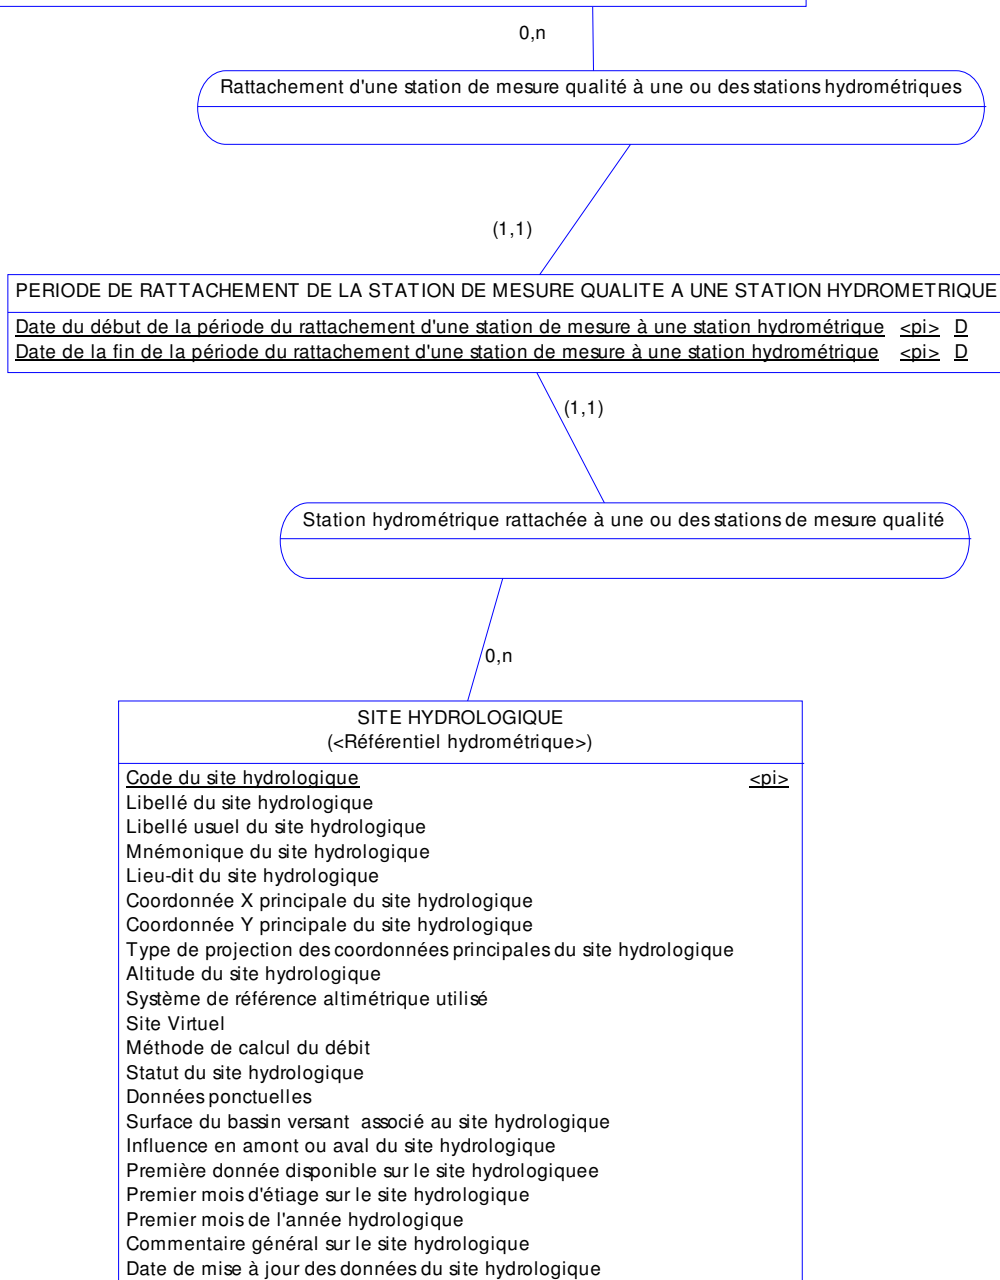 0,n
Rattachement d'une station de mesure qualité à une ou des stations hydrométriques
(1,1)
PERIODE DE RATTACHEMENT DE LA STATION DE MESURE QUALITE A UNE STATION HYDROMETRIQUE
Date du début de la période du rattachement d'une station de mesure à une station hydrométrique <pi> D
Date de la fin de la période du rattachement d'une station de mesure à une station hydrométrique <pi> D
(1,1)
Station hydrométrique rattachée à une ou des stations de mesure qualité
0,n
SITE HYDROLOGIQUE
(<Référentiel hydrométrique>)
Code du site hydrologique <pi>
Libellé du site hydrologique
Libellé usuel du site hydrologique
Mnémonique du site hydrologique
Lieu-dit du site hydrologique
Coordonnée X principale du site hydrologique
Coordonnée Y principale du site hydrologique
Type de projection des coordonnées principales du site hydrologique
Altitude du site hydrologique
Système de référence altimétrique utilisé
Site Virtuel
Méthode de calcul du débit
Statut du site hydrologique
Données ponctuelles
Surface du bassin versant associé au site hydrologique
Influence en amont ou aval du site hydrologique
Première donnée disponible sur le site hydrologiquee
Premier mois d'étiage sur le site hydrologique
Premier mois de l'année hydrologique
Commentaire général sur le site hydrologique
Date de mise à jour des données du site hydrologique